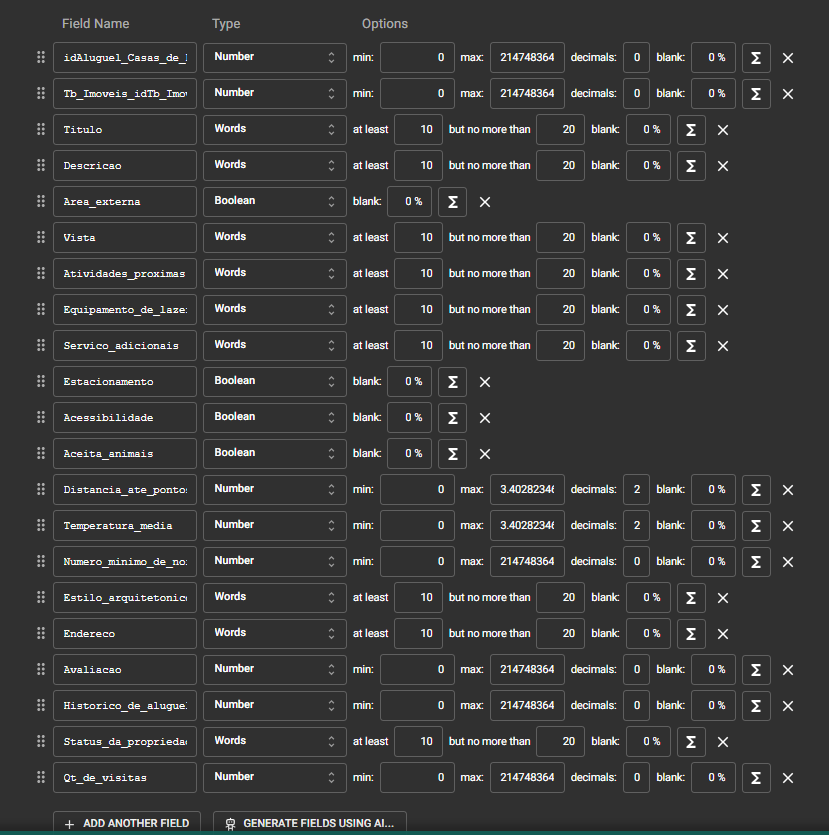 Field Name Type Options
idAluguel_Casas_de_ Number min: 0 max: 214748364 decimals: 0 blank: 0 % Σ
Tb_Imoveis_idTb_Imo Number min: 0 max: 214748364 decimals: 0 blank: 0 % Σ
Titulo Words at least 10 but no more than 20 blank: 0 % Σ
Descricao Words at least 10 but no more than 20 blank: 0 % Σ
Area_externa Boolean blank: 0 % Σ
Vista Words at least 10 but no more than 20 blank: 0 % Σ
Atividades_proximas Words at least 10 but no more than 20 blank: 0 % Σ
Equipamento_de_laze Words at least 10 but no more than 20 blank: 0 % Σ
Servico_adicionais Words at least 10 but no more than 20 blank: 0 % Σ
Estacionamento Boolean blank: 0 % Σ
Acessibilidade Boolean blank: 0 % Σ
Aceita_animais Boolean blank: 0 % Σ
Distancia_ate_ponto Number min: 0 max: 3.4028234 decimals: 2 blank: 0 % Σ
Temperatura_media Number min: 0 max: 3.4028234 decimals: 2 blank: 0 % Σ
Numero_minimo_de_no Number min: 0 max: 214748364 decimals: 0 blank: 0 % Σ
Estilo_arquitetonic Words at least 10 but no more than 20 blank: 0 % Σ
Endereco Words at least 10 but no more than 20 blank: 0 % Σ
Avaliacao Number min: 0 max: 214748364 decimals: 0 blank: 0 % Σ
Historico_de_alugue Number min: 0 max: 214748364 decimals: 0 blank: 0 % Σ
Status_da_proprieda Words at least 10 but no more than 20 blank: 0 % Σ
Qt_de_visitas Number min: 0 max: 214748364 decimals: 0 blank: 0 % Σ
+ ADD ANOTHER FIELD GENERATE FIELDS USING AI...